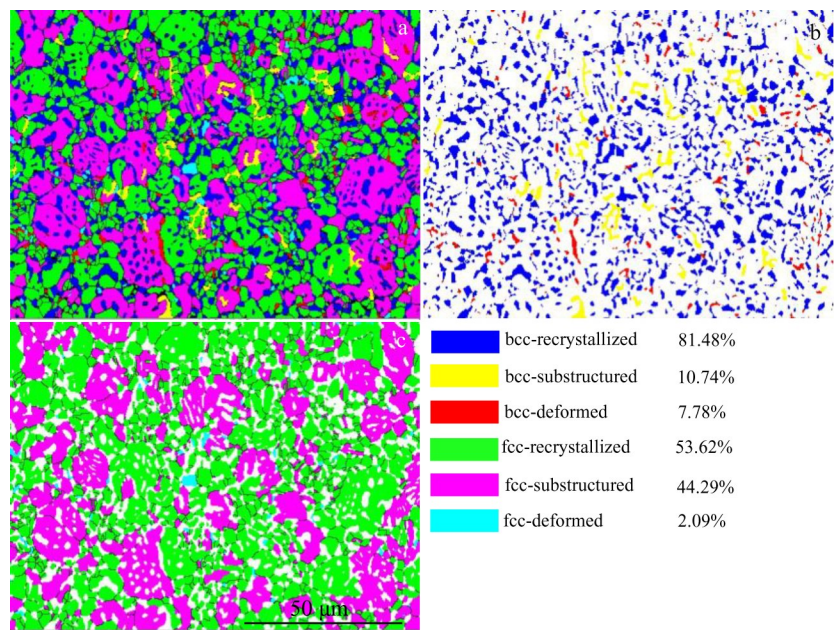 a
b
c
50 μm
bcc-recrystallized 81.48%
bcc-substructured 10.74%
bcc-deformed 7.78%
fcc-recrystallized 53.62%
fcc-substructured 44.29%
fcc-deformed 2.09%